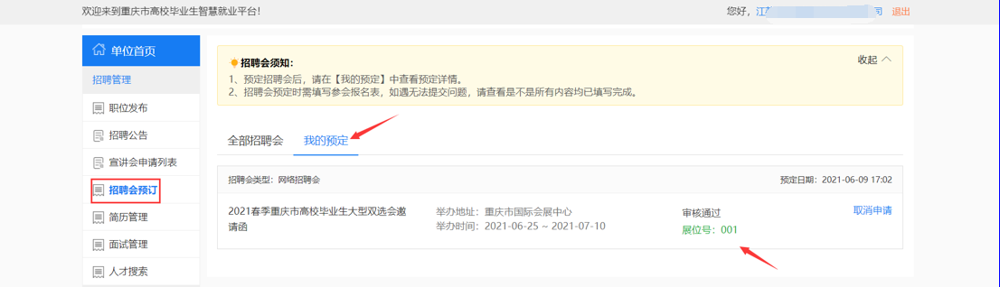 欢迎来到重庆市高校毕业生智慧就业平台！
您好，江 司 退出
单位首页
招聘管理
职位发布
招聘公告
宣讲会申请列表
招聘会预订
简历管理
面试管理
人才搜索
招聘会须知：
收起
1、预定招聘会后，请在【我的预定】中查看预定详情。
2、招聘会预定时需填写参会报名表，如遇无法提交问题，请查看是不是所有内容均已填写完成。
全部招聘会 我的预定
招聘会类型：网络招聘会 预定日期：2021-06-09 17:02
2021春季重庆市高校毕业生大型双选会邀
请函
举办地址：重庆市国际会展中心
举办时间：2021-06-25 ~ 2021-07-10
审核通过
展位号：001
取消申请